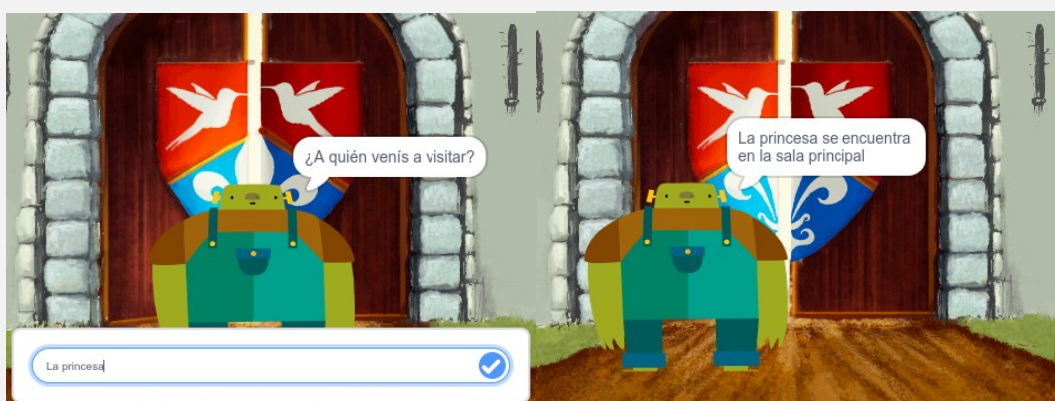 ¿A quién venís a visitar?
La princesa
La princesa se encuentra
en la sala principal